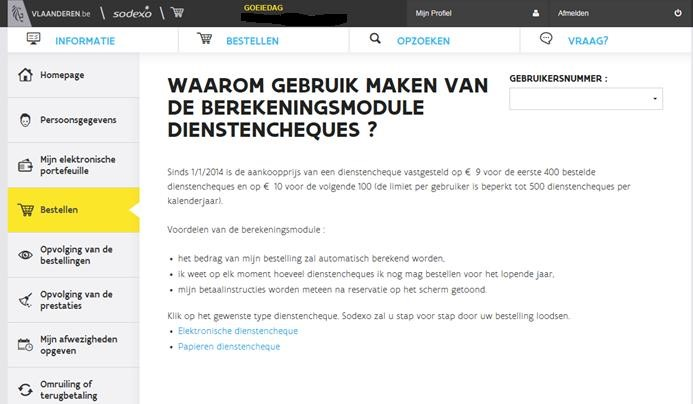 VLAANDEREN.be sodexo GOEIEDAG Mijn Profiel Afmelden
INFORMATIE BESTELLEN OPZOEKEN VRAAG?
Homepage
Persoonsgegevens
Mijn elektronische
portefeuille
Bestellen
Opvolging van de
bestellingen
Opvolging van de
prestaties
Mijn afwezigheden
opgeven
Omruiling of
terugbetaling
WAAROM GEBRUIK MAKEN VAN
DE BEREKENINGSMODULE
DIENSTENCHEQUES ?
GEBRUIKERSNUMMER :
Sinds 1/1/2014 is de aankoopprijs van een dienstencheque vastgesteld op € 9 voor de eerste 400 bestelde
dienstencheques en op € 10 voor de volgende 100 (de limiet per gebruiker is beperkt tot 500 dienstencheques per
kalenderjaar).
Voordelen van de berekeningsmodule :
• het bedrag van mijn bestelling zal automatisch berekend worden,
• ik weet op elk moment hoeveel dienstencheques ik nog mag bestellen voor het lopende jaar,
• mijn betaalinstructies worden meteen na reservatie op het scherm getoond.
Klik op het gewenste type dienstencheque, Sodexo zal u stap voor stap door uw bestelling loodsen.
• Elektronische dienstencheque
• Papieren dienstencheque